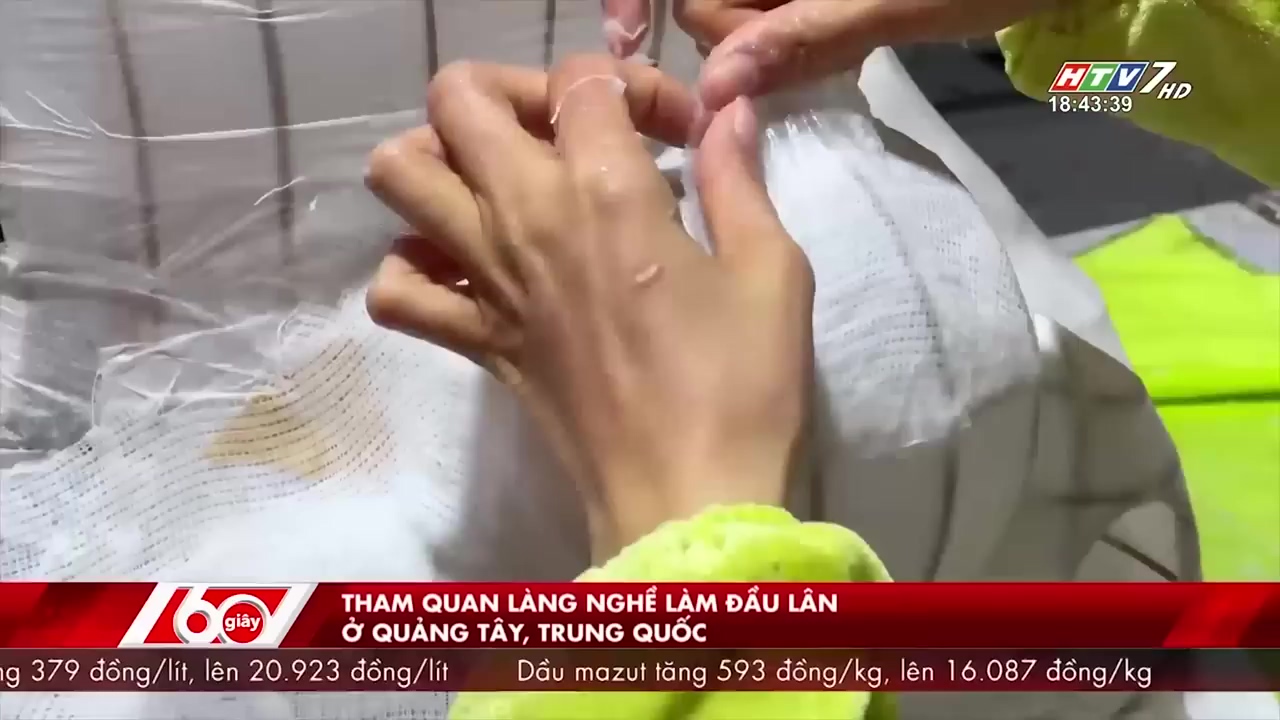 HTV7 HD
18:43:39
60 giây
THAM QUAN LÀNG NGHỀ LÀM ĐẦU LÂN
Ở QUẢNG TÂY, TRUNG QUỐC
379 đồng/lít, lên 20.923 đồng/lít Dầu mazut tăng 593 đồng/kg, lên 16.087 đồng/kg